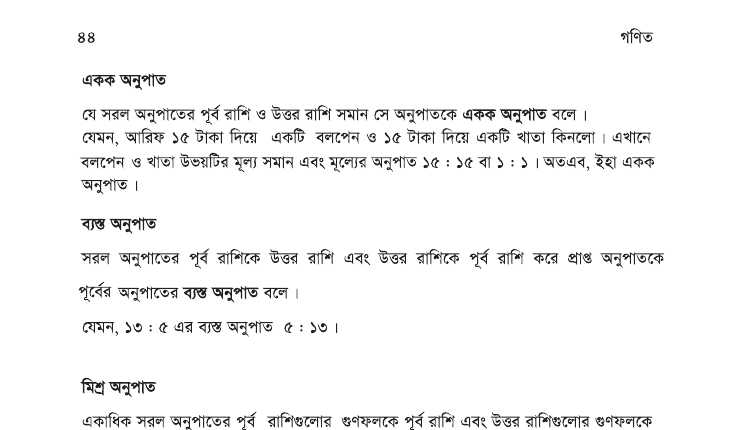 ৪৪ গণিত
একক অনুপাত
যে সরল অনুপাতের পূর্ব রাশি ও উত্তর রাশি সমান সে অনুপাতকে একক অনুপাত বলে।
যেমন, আরিফ ১৫ টাকা দিয়ে একটি বলপেন ও ১৫ টাকা দিয়ে একটি খাতা কিনলো। এখানে
বলপেন ও খাতা উভয়টির মূল্য সমান এবং মূল্যের অনুপাত ১৫ : ১৫ বা ১ : ১। অতএব, ইহা একক
অনুপাত।
ব্যস্ত অনুপাত
সরল অনুপাতের পূর্ব রাশিকে উত্তর রাশি এবং উত্তর রাশিকে পূর্ব রাশি করে প্রাপ্ত অনুপাতকে
পূর্বের অনুপাতের ব্যস্ত অনুপাত বলে।
যেমন, ১৩ : ৫ এর ব্যস্ত অনুপাত ৫ : ১৩।
মিশ্র অনুপাত
একাধিক সরল অনুপাতের পূর্ব রাশিগুলোর গুণফলকে পূর্ব রাশি এবং উত্তর রাশিগুলোর গুণফলকে